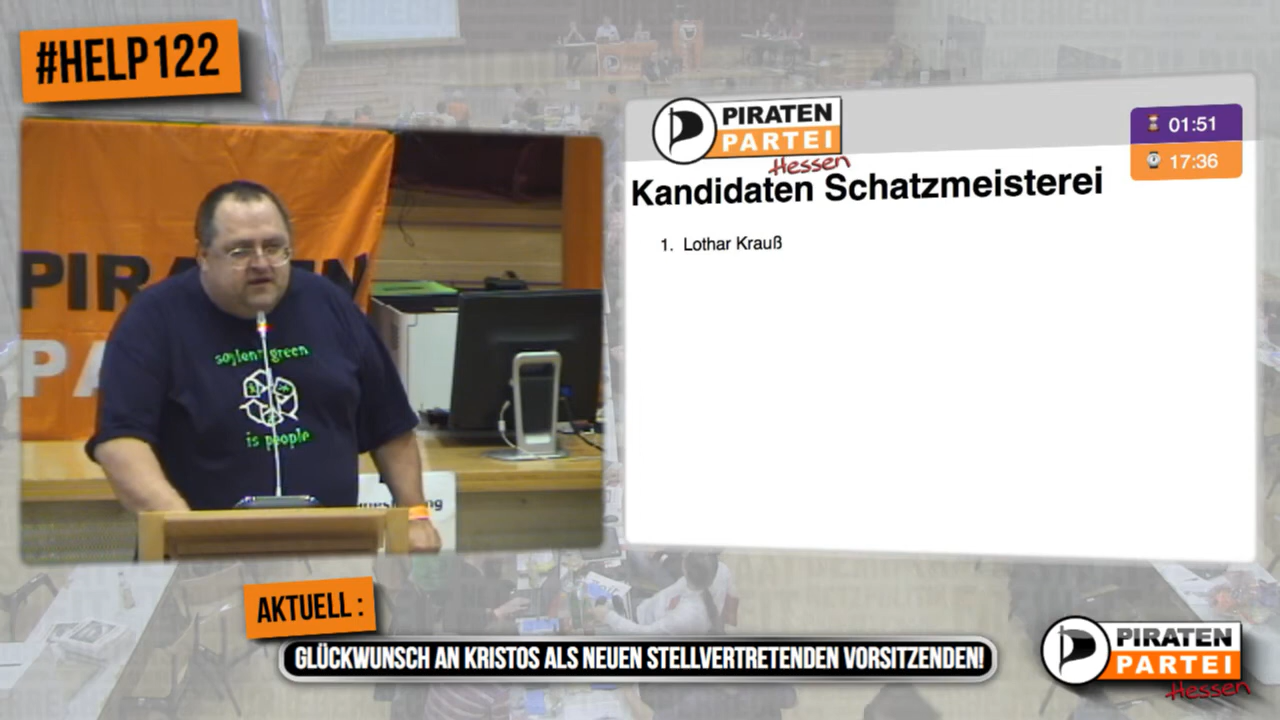 #HELP122
PIRATEN
PARTEI
Hessen
01:51
17:36
Kandidaten Schatzmeisterei
1. Lothar Krauß
PIRATEN
PA
soylent green
is people
AKTUELL :
GLÜCKWUNSCH AN KRISTOS ALS NEUEN STELLVERTRETENDEN VORSITZENDEN!
PIRATEN
PARTEI
Hessen